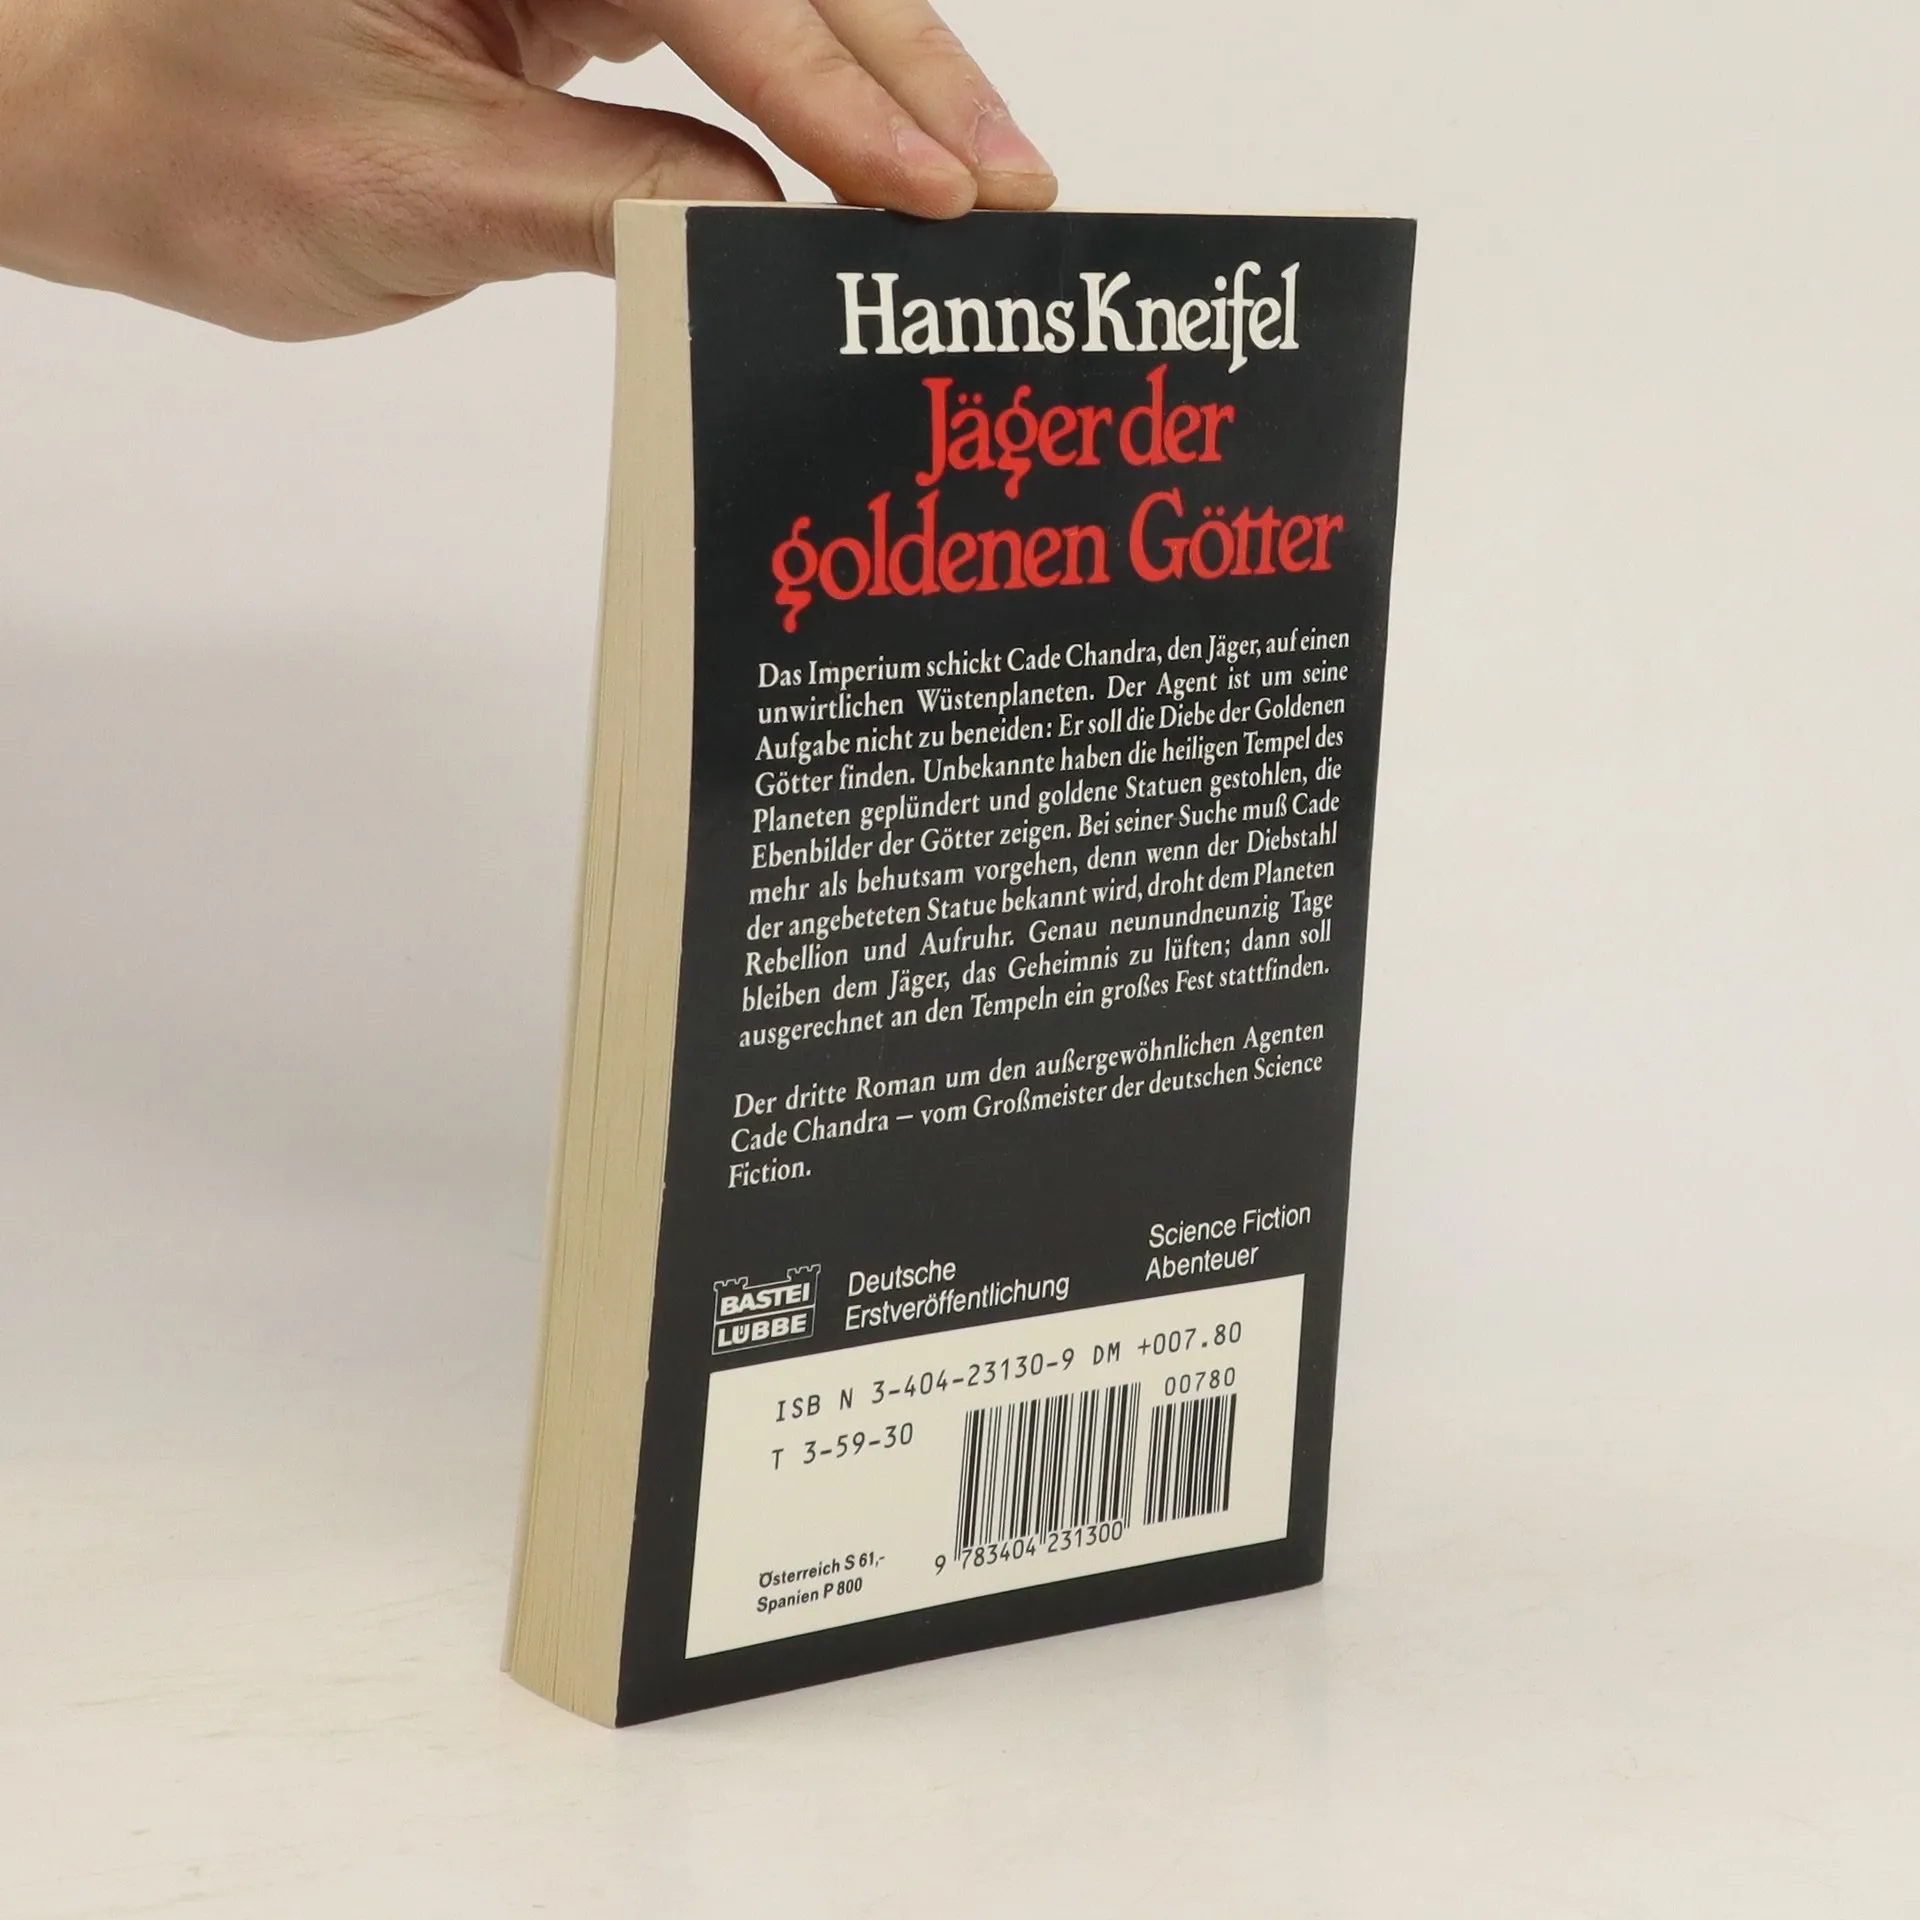 Hanns Kneifel
Jäger der
goldenen Götter
Das Imperium schickt Cade Chandra, den Jäger, auf einen
unwirtlichen Wüstenplaneten. Der Agent ist um seine
Aufgabe nicht zu beneiden: Er soll die Diebe der Goldenen
Götter finden. Unbekannte haben die heiligen Tempel des
Planeten geplündert und goldene Statuen gestohlen, die
Ebenbilder der Götter zeigen. Bei seiner Suche muß Cade
mehr als behutsam vorgehen, denn wenn der Diebstahl
der angebeteten Statue bekannt wird, droht dem Planeten
Rebellion und Aufruhr. Genau neunundneunzig Tage
bleiben dem Jäger, das Geheimnis zu lüften; dann soll
ausgerechnet an den Tempeln ein großes Fest stattfinden.
Der dritte Roman um den außergewöhnlichen Agenten
Cade Chandra – vom Großmeister der deutschen Science
Fiction.
BASTEI
LÜBBE
Deutsche
Erstveröffentlichung
Science Fiction
Abenteuer
ISB N 3-404-23130-9 DM +007.80
T 3-59-30
00780
9 783404 231300
Österreich S 61,-
Spanien P 800